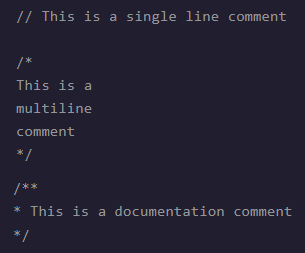 // This is a single line comment
/*
This is a
multiline
comment
*/
/**
* This is a documentation comment
*/